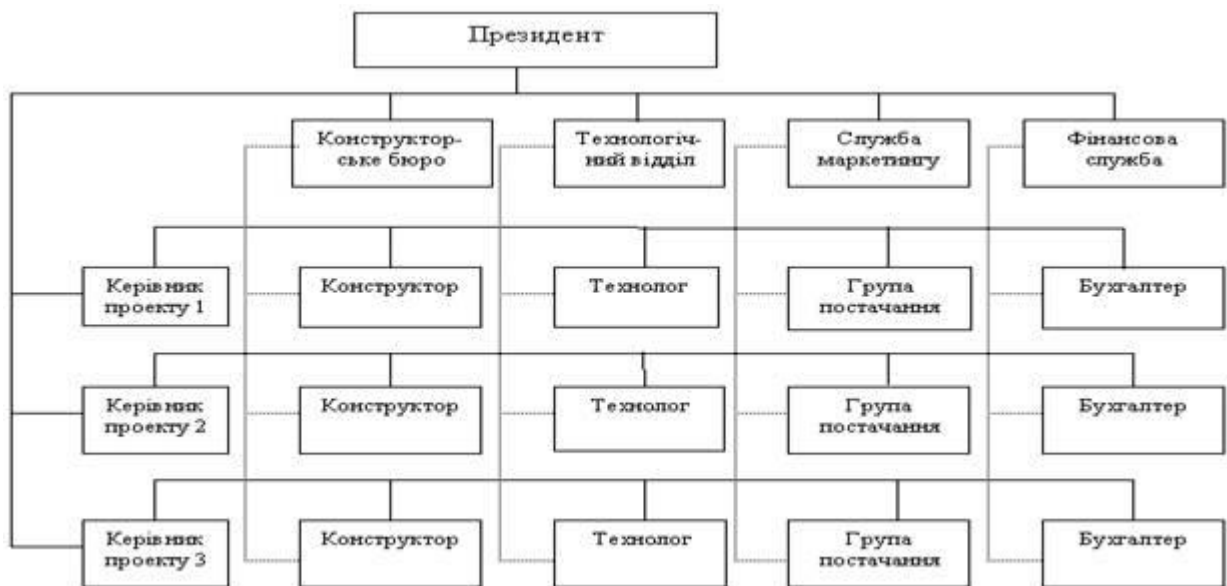 Президент
Конструктор-
ське бюро
Технологіч-
ний відділ
Служба
маркетингу
Фінансова
служба
Керівник
проекту 1
Конструктор
Технолог
Група
постачання
Бухгалтер
Керівник
проекту 2
Конструктор
Технолог
Група
постачання
Бухгалтер
Керівник
проекту 3
Конструктор
Технолог
Група
постачання
Бухгалтер